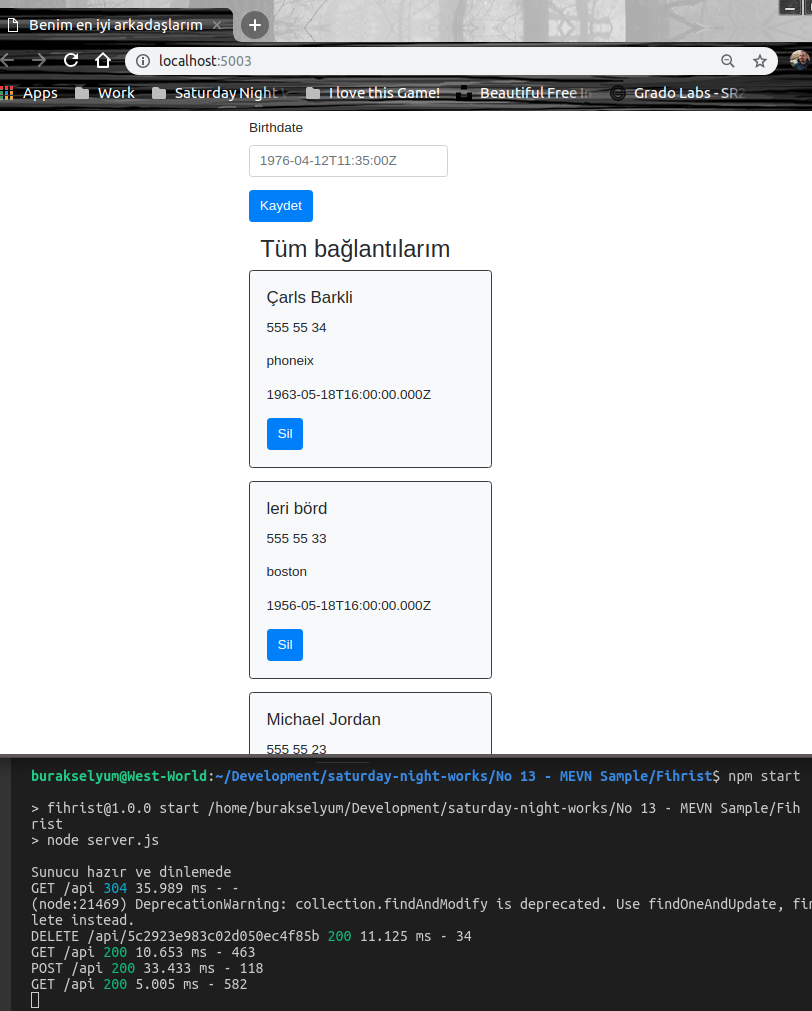 Benim en iyi arkadaşlarım
localhost:5003
Apps Work Saturday Night I love this Game! Beautiful Free Grado Labs - SR2
Birthdate
1976-04-12T11:35:00Z
Kaydet
Tüm bağlantılarım
Çarls Barkli
555 55 34
phoneix
1963-05-18T16:00:00.000Z
Sil
leri börd
555 55 33
boston
1956-05-18T16:00:00.000Z
Sil
Michael Jordan
555 55 23
burakselyum@West-World:~/Development/saturday-night-works/No 13 - MEVN Sample/Fihrist$ npm start
> fihrist@1.0.0 start /home/burakselyum/Development/saturday-night-works/No 13 - MEVN Sample/Fih
rist
> node server.js
Sunucu hazır ve dinlemede
GET /api 304 35.989 ms - -
(node:21469) DeprecationWarning: collection.findAndModify is deprecated. Use findOneAndUpdate, fin
lete instead.
DELETE /api/5c2923e983c02d050ec4f85b 200 11.125 ms - 34
GET /api 200 10.653 ms - 463
POST /api 200 33.433 ms - 118
GET /api 200 5.005 ms - 582